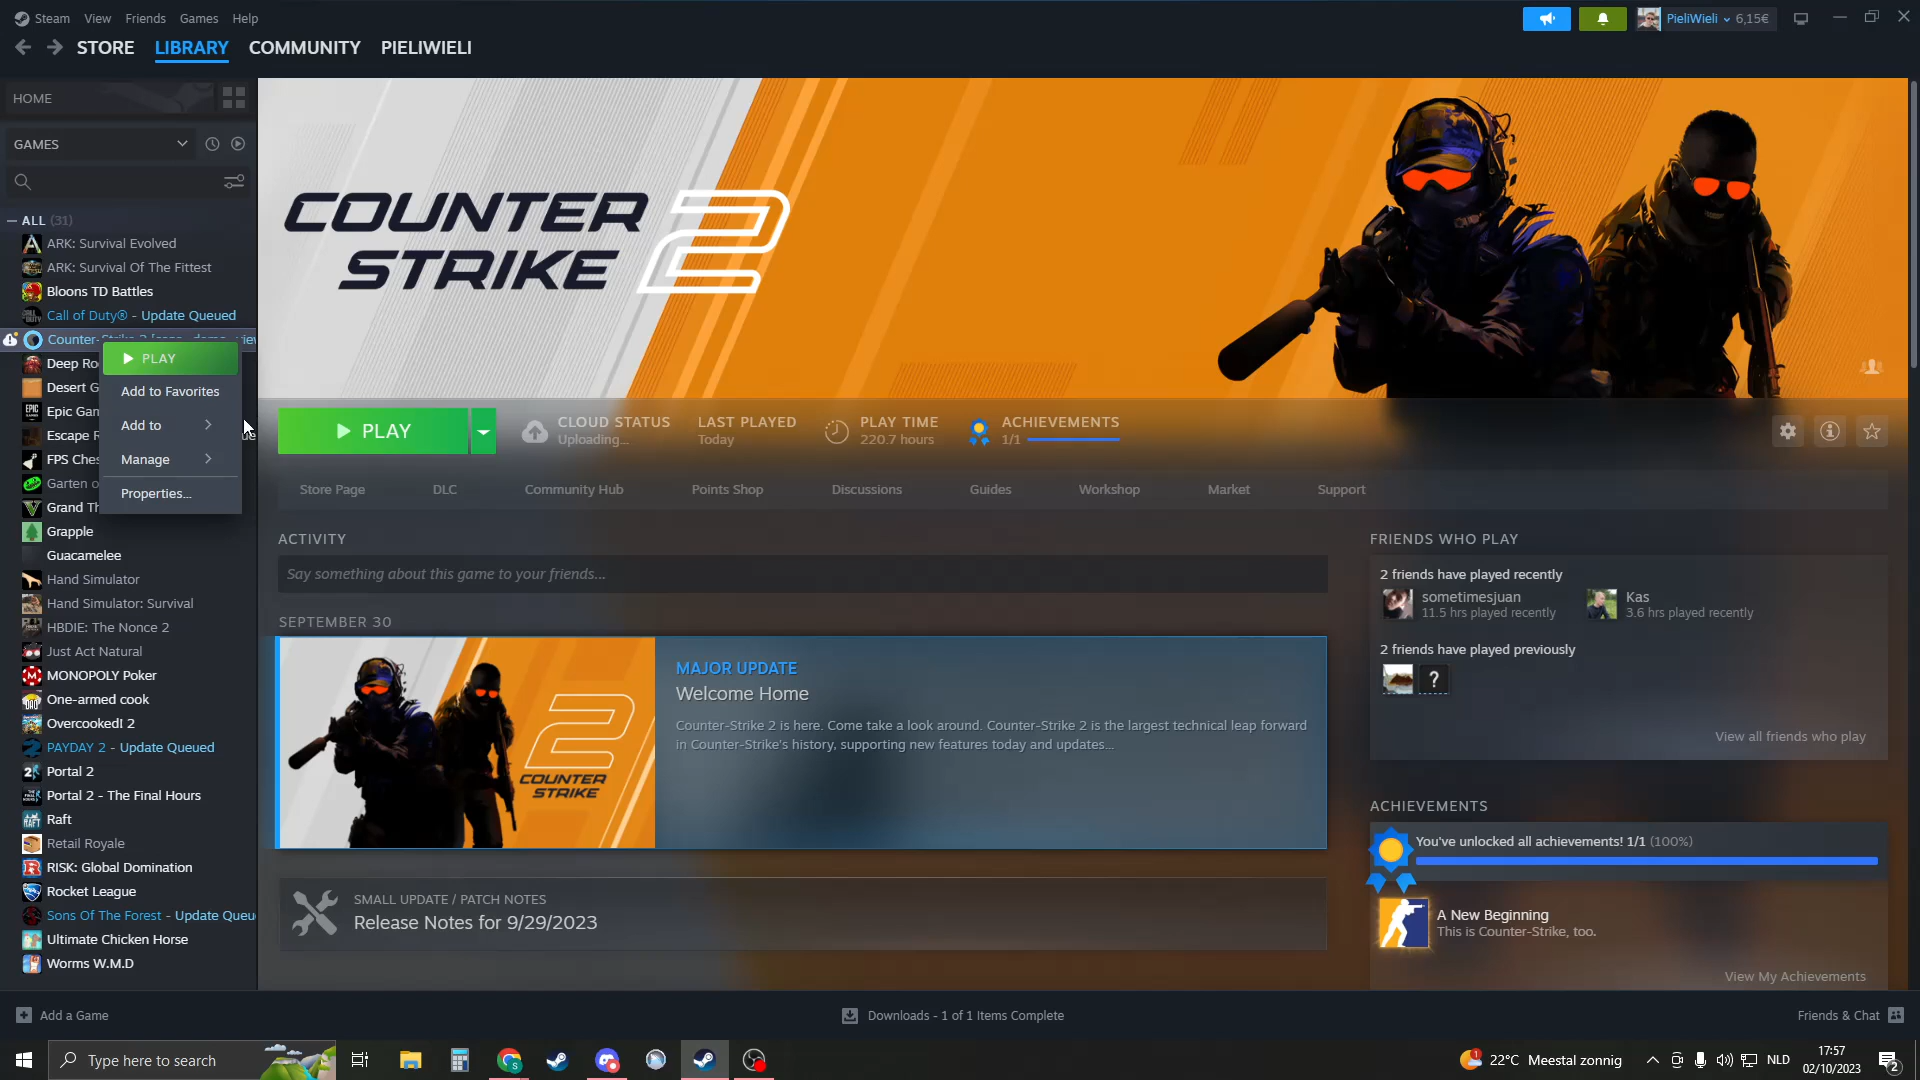 Steam View Friends Games Help
PieliWieli 6,15€
STORE LIBRARY COMMUNITY PIELIWIELI
HOME
GAMES
ALL (31)
ARK: Survival Evolved
ARK: Survival Of The Fittest
Bloons TD Battles
Call of Duty® - Update Queued
Counter-
Deep Ro
Desert G
Epic Gam
Escape R
FPS Ches
Garten o
Grand Th
Grapple
Guacamelee
Hand Simulator
Hand Simulator: Survival
HBDIE: The Nonce 2
Just Act Natural
MONOPOLY Poker
One-armed cook
Overcooked! 2
PAYDAY 2 - Update Queued
Portal 2
Portal 2 - The Final Hours
Raft
Retail Royale
RISK: Global Domination
Rocket League
Sons Of The Forest - Update Queu
Ultimate Chicken Horse
Worms W.M.D
PLAY
Add to Favorites
Add to
Manage
Properties...
COUNTER
STRIKE 2
PLAY
CLOUD STATUS
Uploading...
LAST PLAYED
Today
PLAY TIME
220.7 hours
ACHIEVEMENTS
1/1
Store Page DLC Community Hub Points Shop Discussions Guides Workshop Market Support
ACTIVITY
Say something about this game to your friends...
SEPTEMBER 30
COUNTER
STRIKE 2
MAJOR UPDATE
Welcome Home
Counter-Strike 2 is here. Come take a look around. Counter-Strike 2 is the largest technical leap forward
in Counter-Strike's history, supporting new features today and updates...
SMALL UPDATE / PATCH NOTES
Release Notes for 9/29/2023
FRIENDS WHO PLAY
2 friends have played recently
sometimesjuan
11.5 hrs played recently
Kas
3.6 hrs played recently
2 friends have played previously
?
View all friends who play
ACHIEVEMENTS
You've unlocked all achievements! 1/1 (100%)
A New Beginning
This is Counter-Strike, too.
View My Achievements
Add a Game
Downloads - 1 of 1 Items Complete
Friends & Chat
Type here to search
22°C Meestal zonnig
NLD
17:57
02/10/2023
2